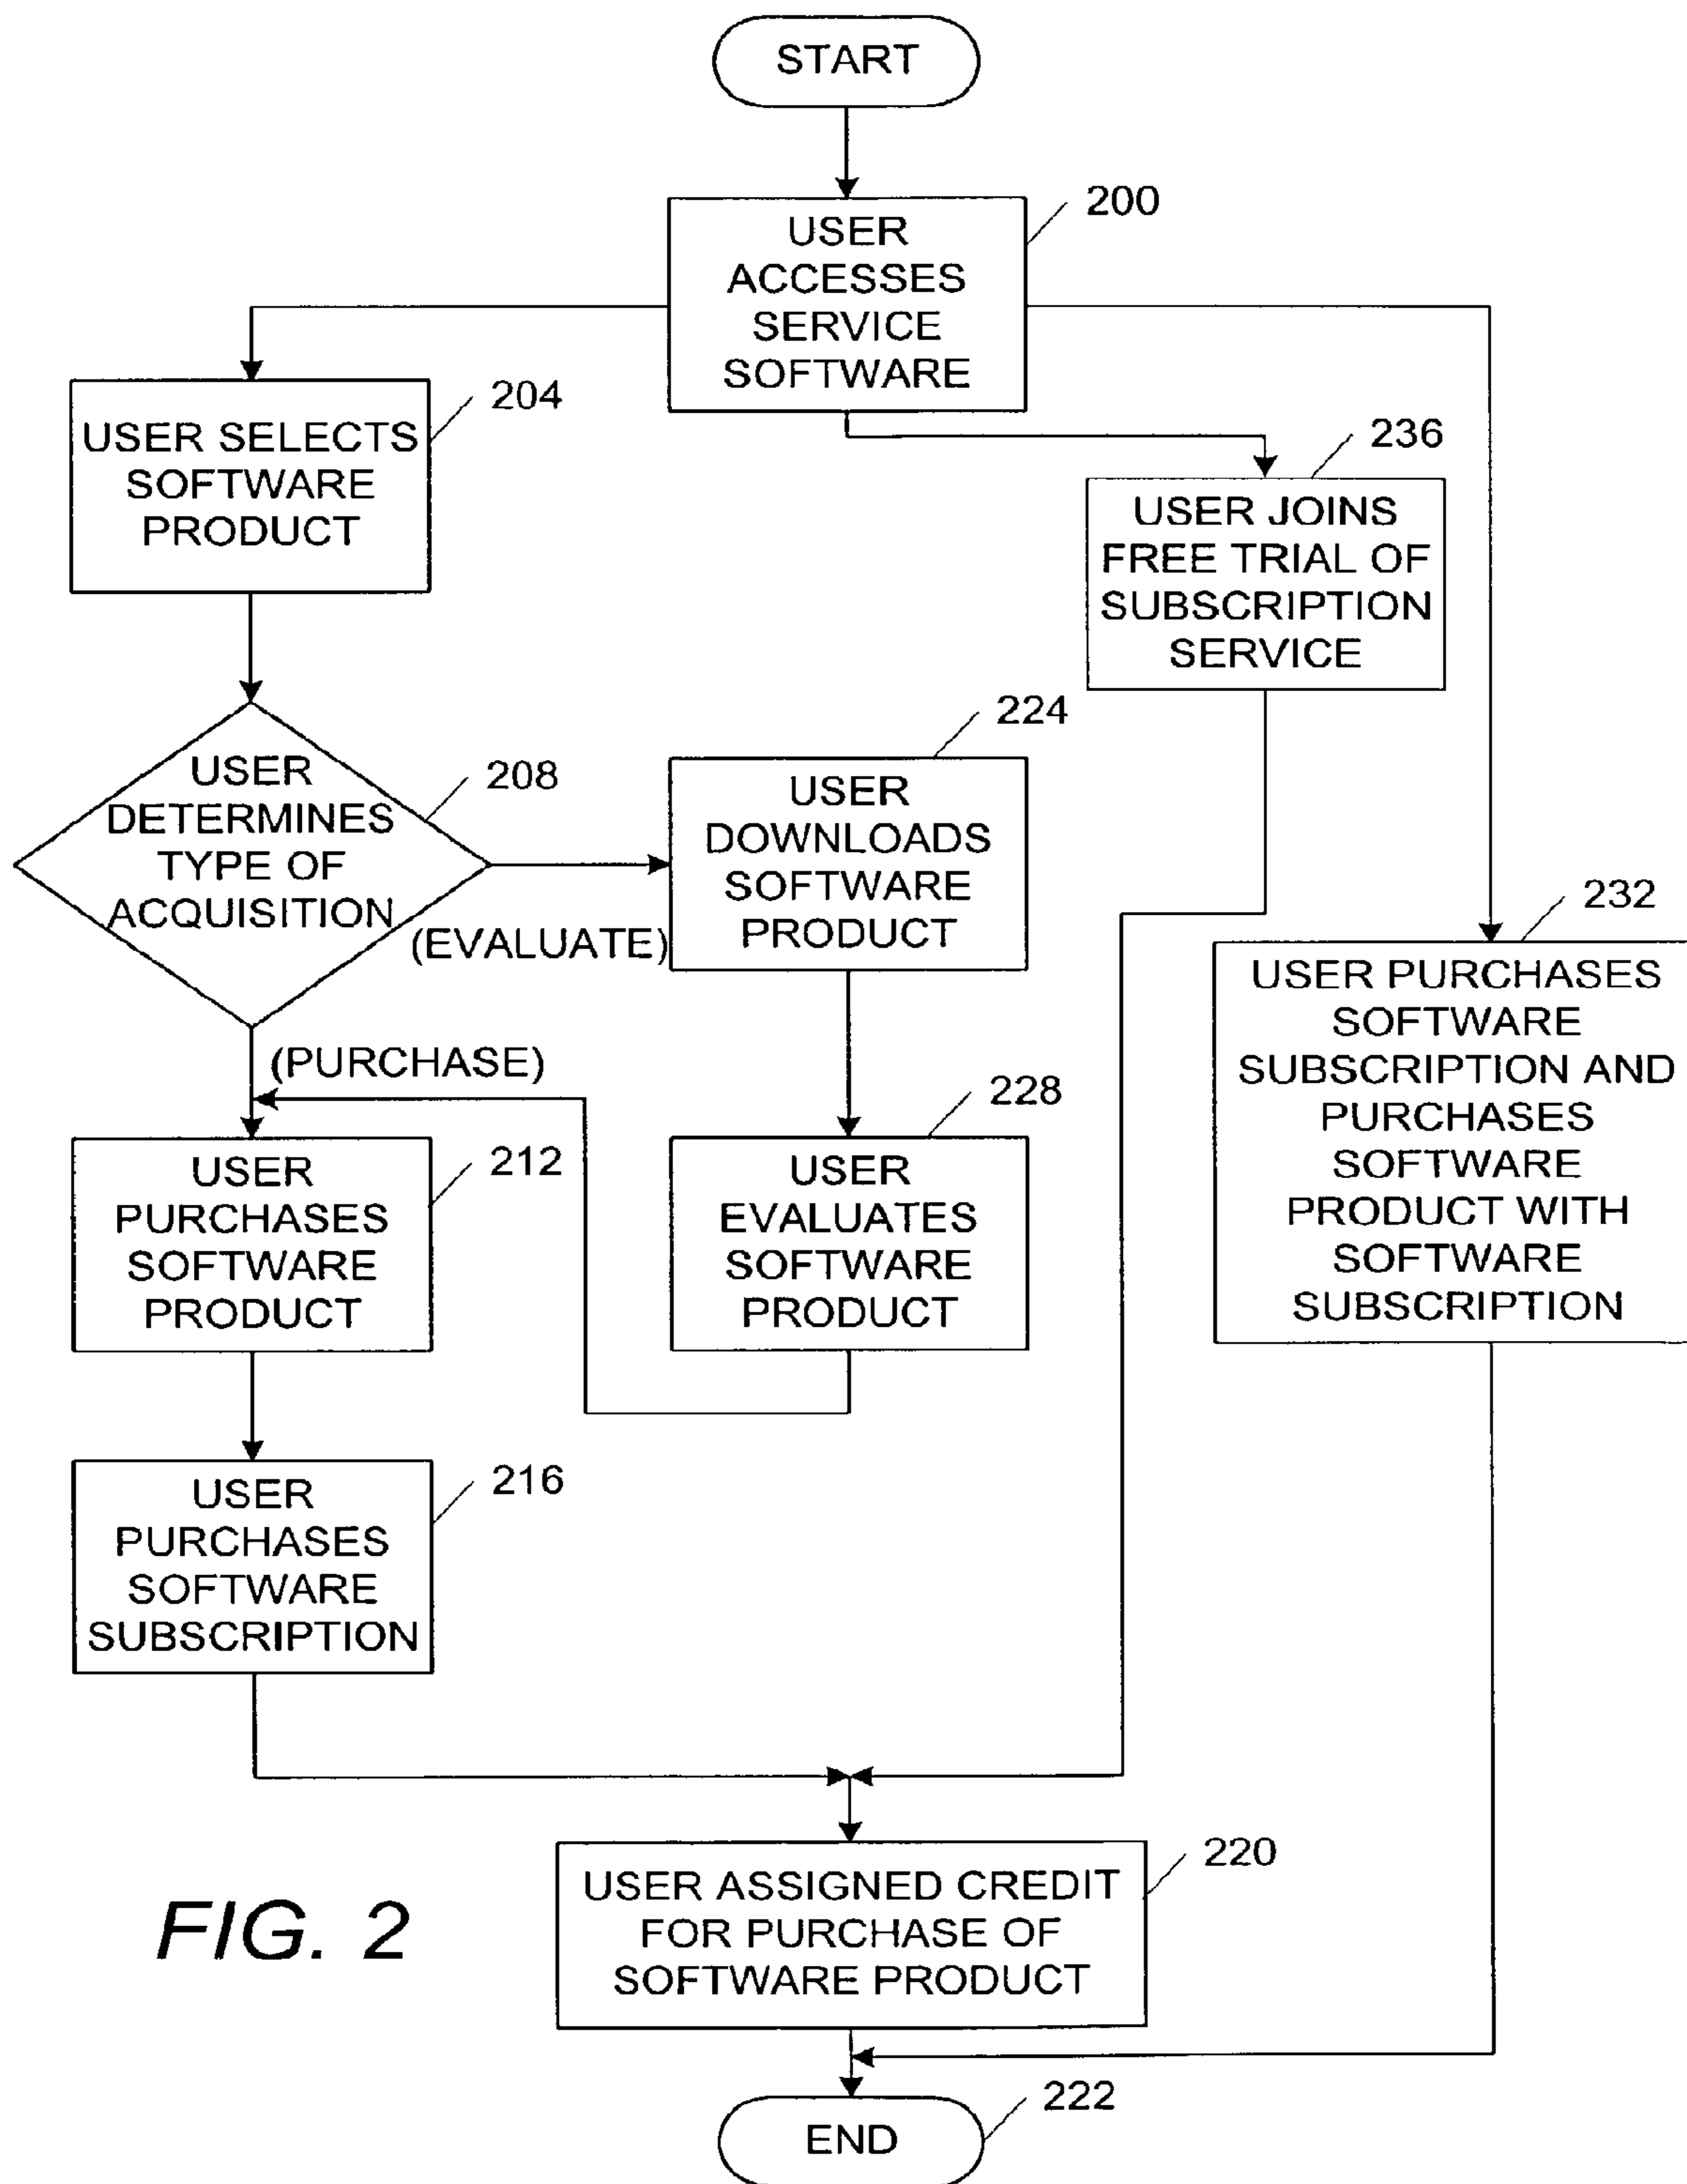 START
200
USER
ACCESSES
SERVICE
SOFTWARE
204
USER SELECTS
SOFTWARE
PRODUCT
236
USER JOINS
FREE TRIAL OF
SUBSCRIPTION
SERVICE
208
USER
DETERMINES
TYPE OF
ACQUISITION
(EVALUATE)
(PURCHASE)
224
USER
DOWNLOADS
SOFTWARE
PRODUCT
232
USER PURCHASES
SOFTWARE
SUBSCRIPTION AND
PURCHASES
SOFTWARE
PRODUCT WITH
SOFTWARE
SUBSCRIPTION
212
USER
PURCHASES
SOFTWARE
PRODUCT
228
USER
EVALUATES
SOFTWARE
PRODUCT
216
USER
PURCHASES
SOFTWARE
SUBSCRIPTION
220
USER ASSIGNED CREDIT
FOR PURCHASE OF
SOFTWARE PRODUCT
FIG. 2
222
END